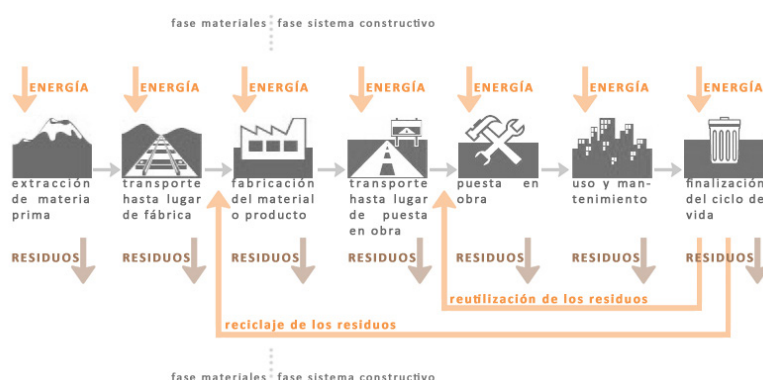 fase materiales fase sistema constructivo
ENERGÍA ENERGÍA ENERGÍA ENERGÍA ENERGÍA ENERGÍA ENERGÍA
extracción
de materia
prima
transporte
hasta lugar
de fábrica
fabricación
del material
o producto
transporte
hasta lugar
de puesta
en obra
puesta en
obra
uso y man-
tenimiento
finalización
del ciclo de
vida
RESIDUOS RESIDUOS RESIDUOS RESIDUOS RESIDUOS RESIDUOS RESIDUOS
reutilización de los residuos
reciclaje de los residuos
fase materiales fase sistema constructivo